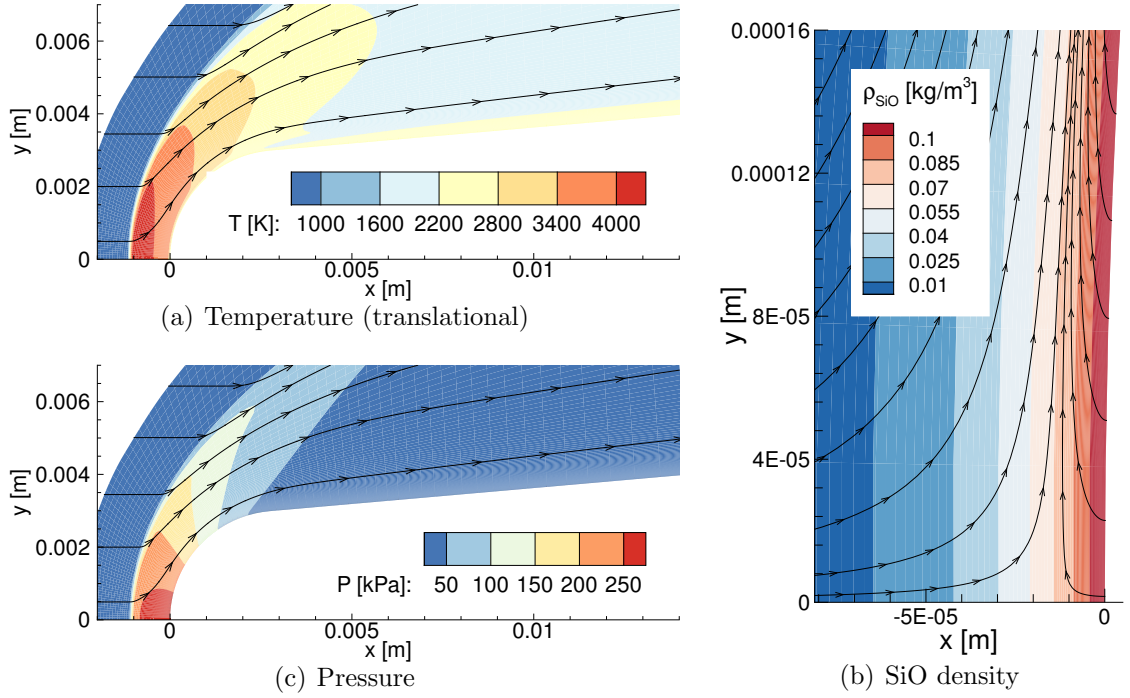 y [m]
0.006
0.004
0.002
0
T [K]:
1000 1600 2200 2800 3400 4000
0 0.005 0.01
x [m]
(a) Temperature (translational)
y [m]
0.006
0.004
0.002
0
P [kPa]:
50 100 150 200 250
0 0.005 0.01
x [m]
(c) Pressure
y [m]
0.00016
0.00012
8E-05
4E-05
0
ρSiO [kg/m³]
0.1
0.085
0.07
0.055
0.04
0.025
0.01
-5E-05 0
x [m]
(b) SiO density